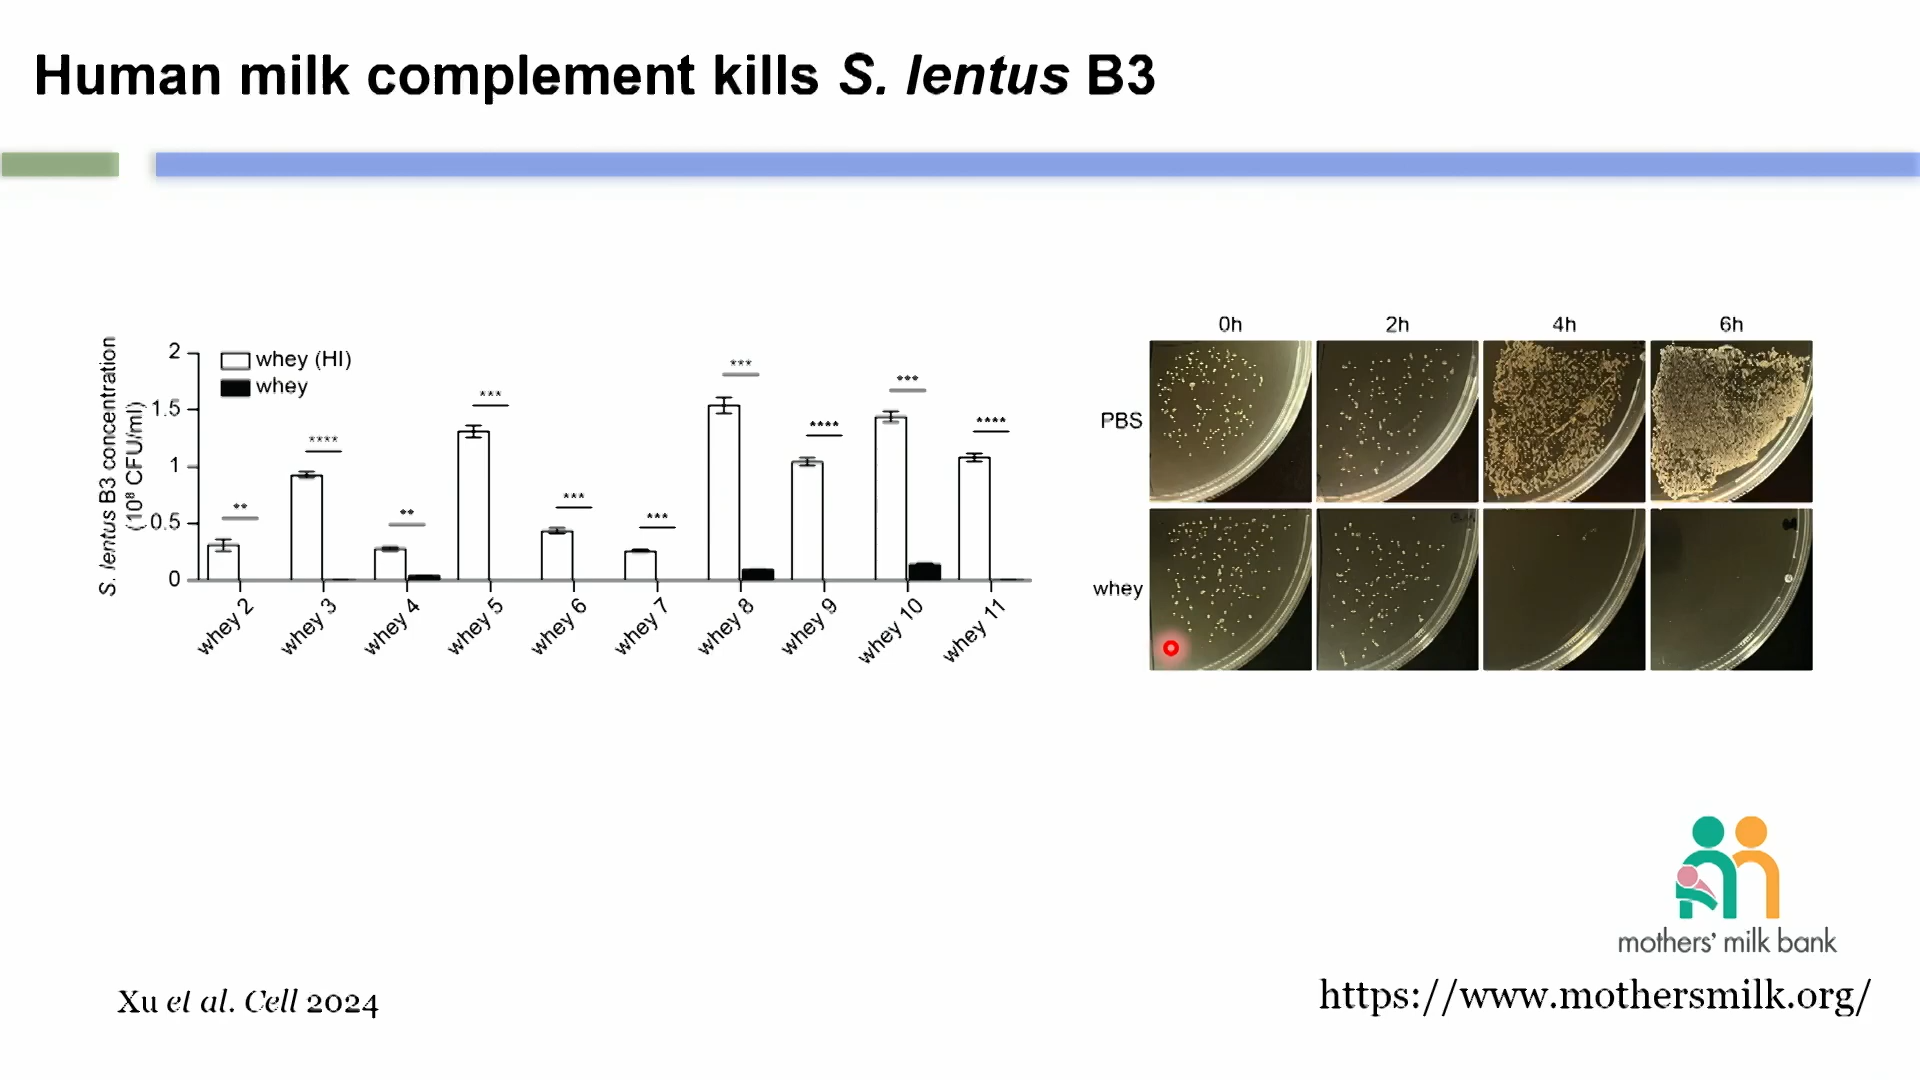 Human milk complement kills S. lentus B3
S. lentus B3 concentration
(10⁸ CFU/ml)
2
1.5
1
0.5
0
whey (HI)
whey
**
****
**
***
***
***
***
****
***
****
whey 2
whey 3
whey 4
whey 5
whey 6
whey 7
whey 8
whey 9
whey 10
whey 11
0h 2h 4h 6h
PBS
whey
mothers' milk bank
Xu et al. Cell 2024
https://www.mothersmilk.org/